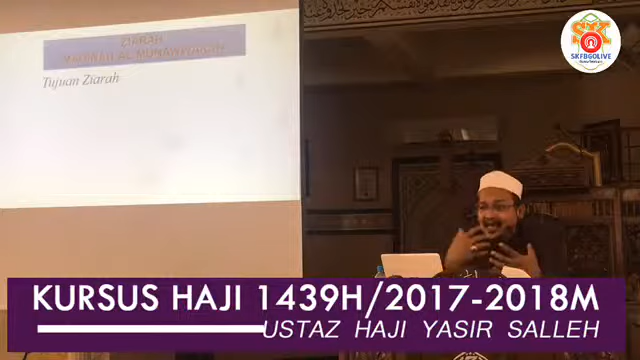 ZIARAH
MADINAH AL-MUNAWWARAH
Tujuan Ziarah
SKFBGOLIVE
KURSUS HAJI 1439H/2017-2018M
USTAZ HAJI YASIR SALLEH